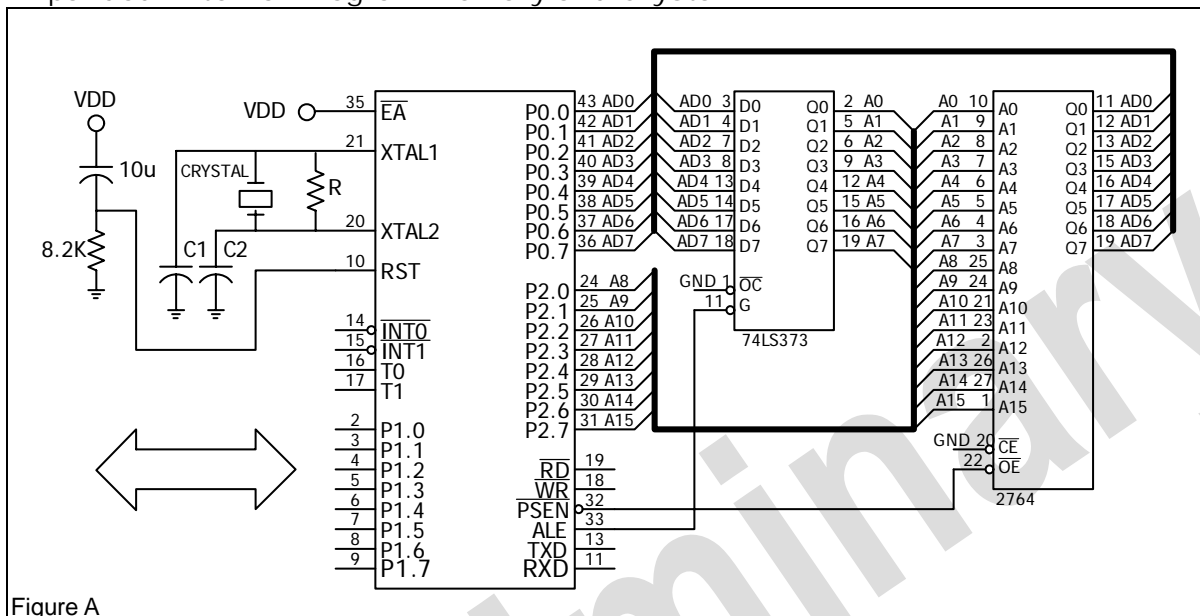 VDD
10u
8.2K
CRYSTAL
R
C1 C2
VDD
35 EA
21 XTAL1
20 XTAL2
10 RST
14 INT0
15 INT1
16 T0
17 T1
2 P1.0
3 P1.1
4 P1.2
5 P1.3
6 P1.4
7 P1.5
8 P1.6
9 P1.7
P0.0 43 AD0
P0.1 42 AD1
P0.2 41 AD2
P0.3 40 AD3
P0.4 39 AD4
P0.5 38 AD5
P0.6 37 AD6
P0.7 36 AD7
P2.0 24 A8
P2.1 25 A9
P2.2 26 A10
P2.3 27 A11
P2.4 28 A12
P2.5 29 A13
P2.6 30 A14
P2.7 31 A15
RD 19
WR 18
PSEN 32
ALE 33
TXD 13
RXD 11
AD0 3 D0 Q0 2 A0
AD1 4 D1 Q1 5 A1
AD2 7 D2 Q2 6 A2
AD3 8 D3 Q3 9 A3
AD4 13 D4 Q4 12 A4
AD5 14 D5 Q5 15 A5
AD6 17 D6 Q6 16 A6
AD7 18 D7 Q7 19 A7
GND 1 OC
11 G
74LS373
A0 10 A0 Q0 11 AD0
A1 9 A1 Q1 12 AD1
A2 8 A2 Q2 13 AD2
A3 7 A3 Q3 15 AD3
A4 6 A4 Q4 16 AD4
A5 5 A5 Q5 17 AD5
A6 4 A6 Q6 18 AD6
A7 3 A7 Q7 19 AD7
A8 25 A8
A9 24 A9
A10 21 A10
A11 23 A11
A12 2 A12
A13 26 A13
A14 27 A14
A15 1 A15
GND 20 CE
22 OE
2764
Figure A
minary